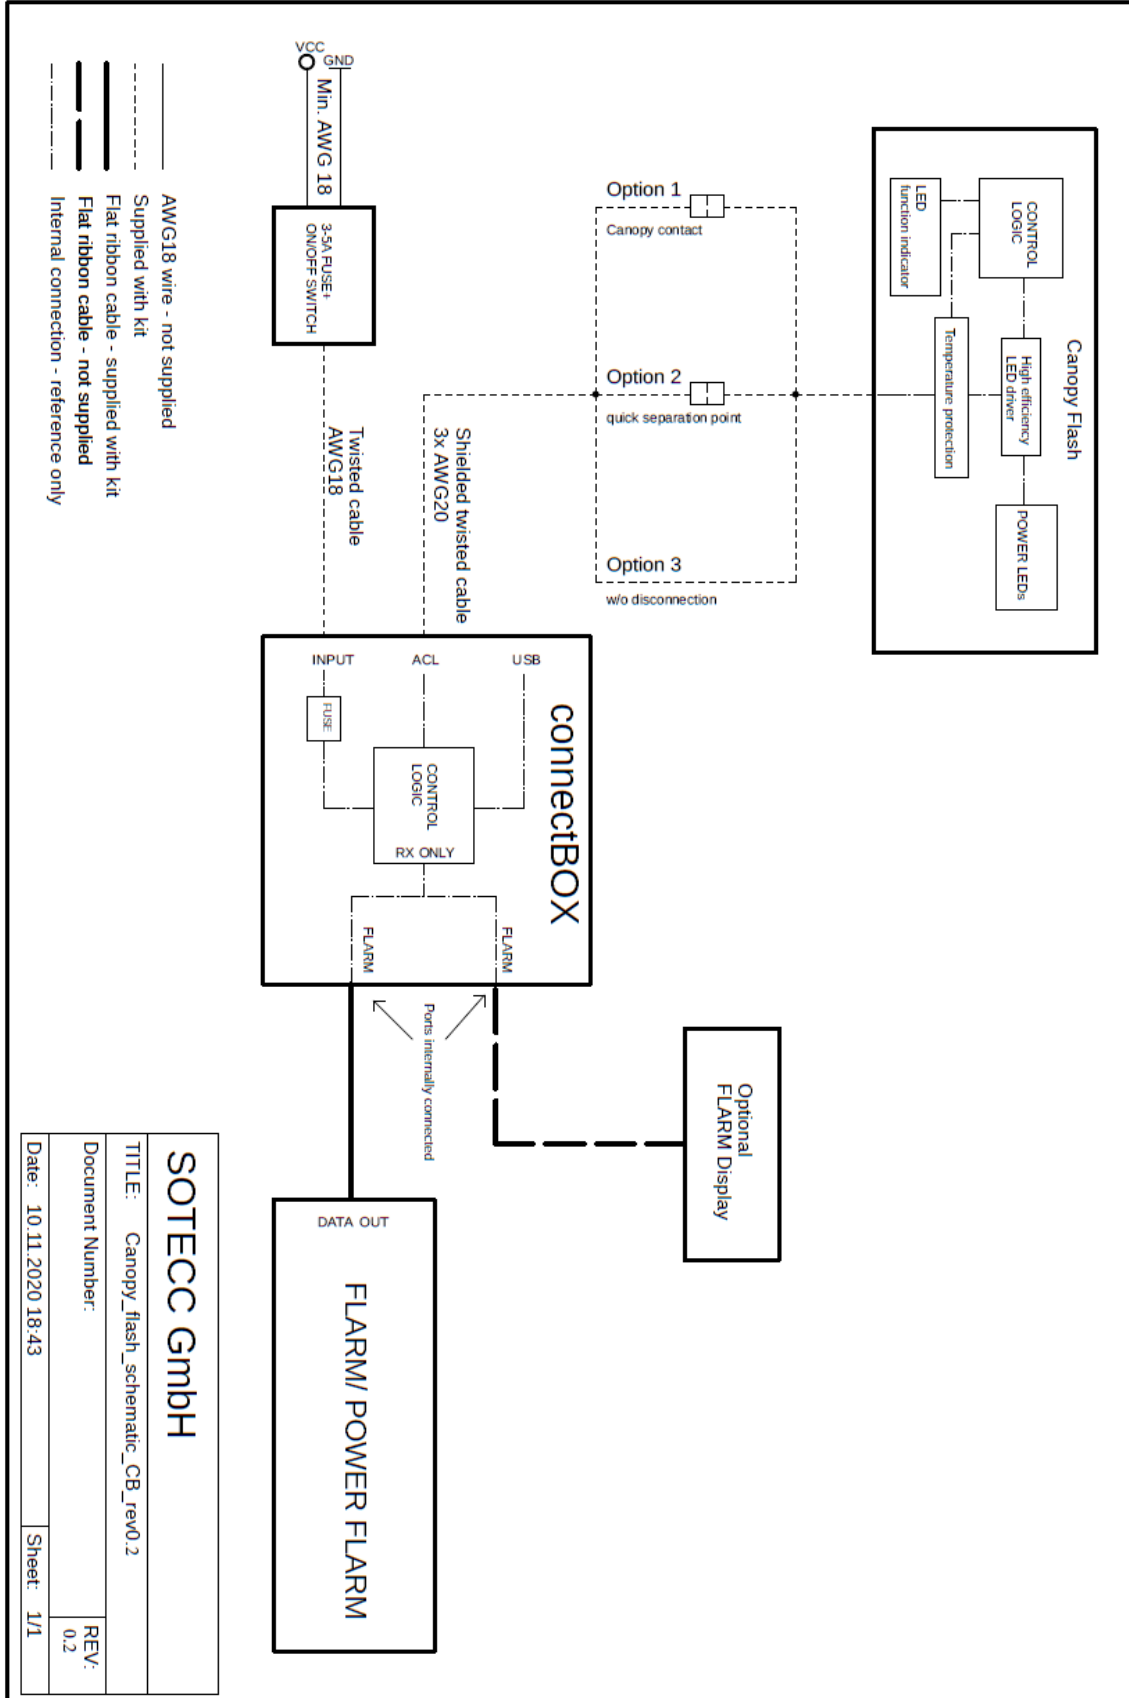 VCC
GND
Min. AWG 18
3-5A FUSE+
ON/OFF SWITCH
Option 1
Canopy contact
Option 2
quick separation point
Option 3
w/o disconnection
Canopy Flash
CONTROL
LOGIC
LED
function indicator
High efficiency
LED driver
Temperature protection
POWER LEDs
Twisted cable
AWG18
Shielded twisted cable
3x AWG20
connectBOX
INPUT
ACL
USB
FUSE
CONTROL
LOGIC
RX ONLY
FLARM
FLARM
Ports internally connected
Optional
FLARM Display
DATA OUT
FLARM/ POWER FLARM
AWG18 wire - not supplied
Supplied with kit
Flat ribbon cable - supplied with kit
Flat ribbon cable - not supplied
Internal connection - reference only
SOTECC GmbH
TITLE: Canopy_flash_schematic_CB_rev0.2
Document Number:
REV:
0.2
Date: 10.11.2020 18:43
Sheet: 1/1